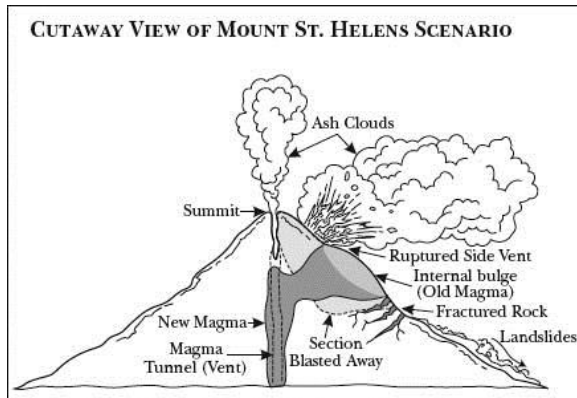 CUTAWAY VIEW OF MOUNT ST. HELENS SCENARIO
Ash Clouds
Summit
Ruptured Side Vent
Internal bulge
(Old Magma)
Fractured Rock
New Magma
Landslides
Magma
Tunnel (Vent)
Section
Blasted Away